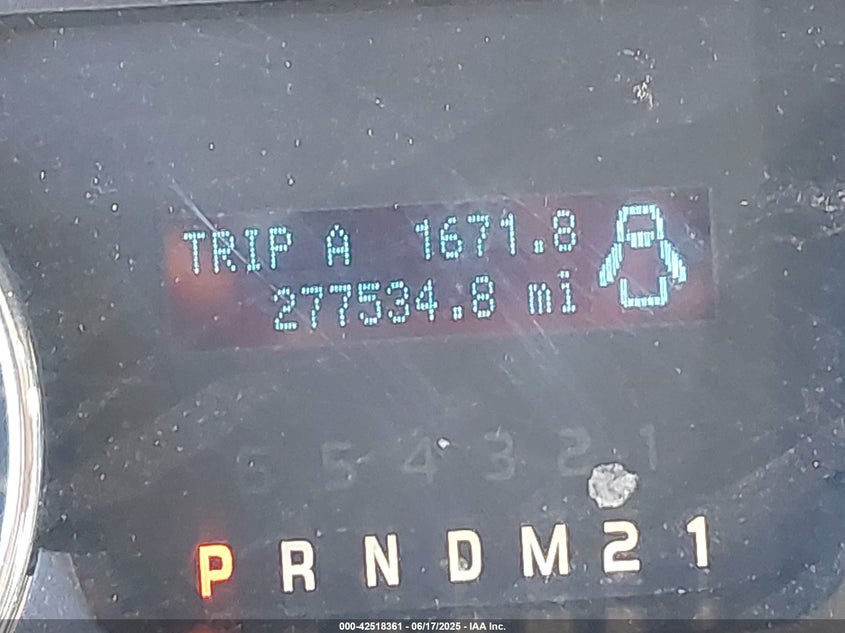 TRIP A 1671.8
277534.8 mi
6 5 4 3 2 1
P R N D M 2 1
000-42518361 - 06/17/2025 - IAA Inc.